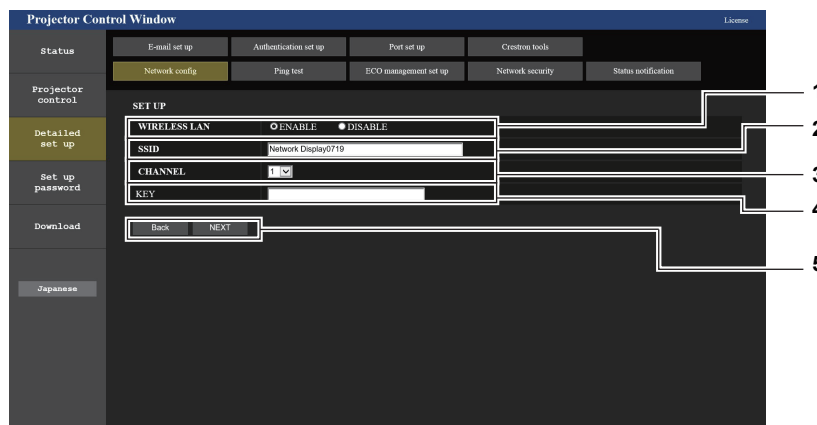 Projector Control Window License
Status
Projector
control
Detailed
set up
Set up
password
Download
Japanese
E-mail set up Authentication set up Port set up Crestron tools
Network config Ping test ECO management set up Network security Status notification
SET UP
WIRELESS LAN ENABLE DISABLE
SSID Network Display0719
CHANNEL 1
KEY
Back NEXT
1
2
3
4
5